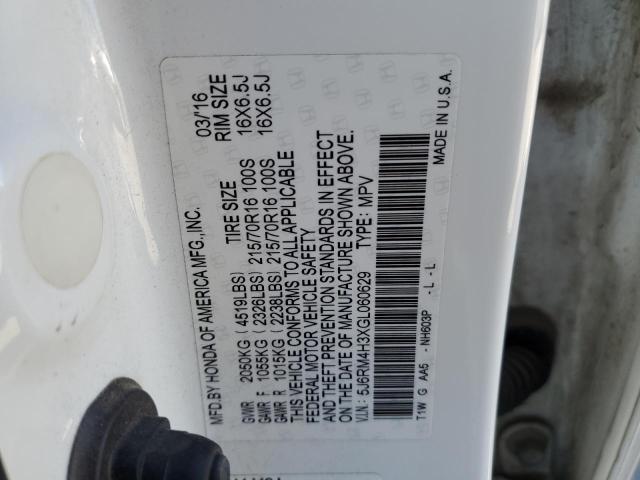 MFD.BY HONDA OF AMERICA MFG.,INC. 03/16
TIRE SIZE RIM SIZE
GVWR 2050KG ( 4519LBS)
GAWR F 1055KG ( 2326LBS) 215/70R16 100S 16X6.5J
GAWR R 1015KG ( 2238LBS) 215/70R16 100S 16X6.5J
THIS VEHICLE CONFORMS TO ALL APPLICABLE
FEDERAL MOTOR VEHICLE SAFETY
AND THEFT PREVENTION STANDARDS IN EFFECT
ON THE DATE OF MANUFACTURE SHOWN ABOVE.
V.I.N.: 5J6RM4H3XGL060629 TYPE: MPV
T1W G AA5 - NH603P - L - L
MADE IN U.S.A.